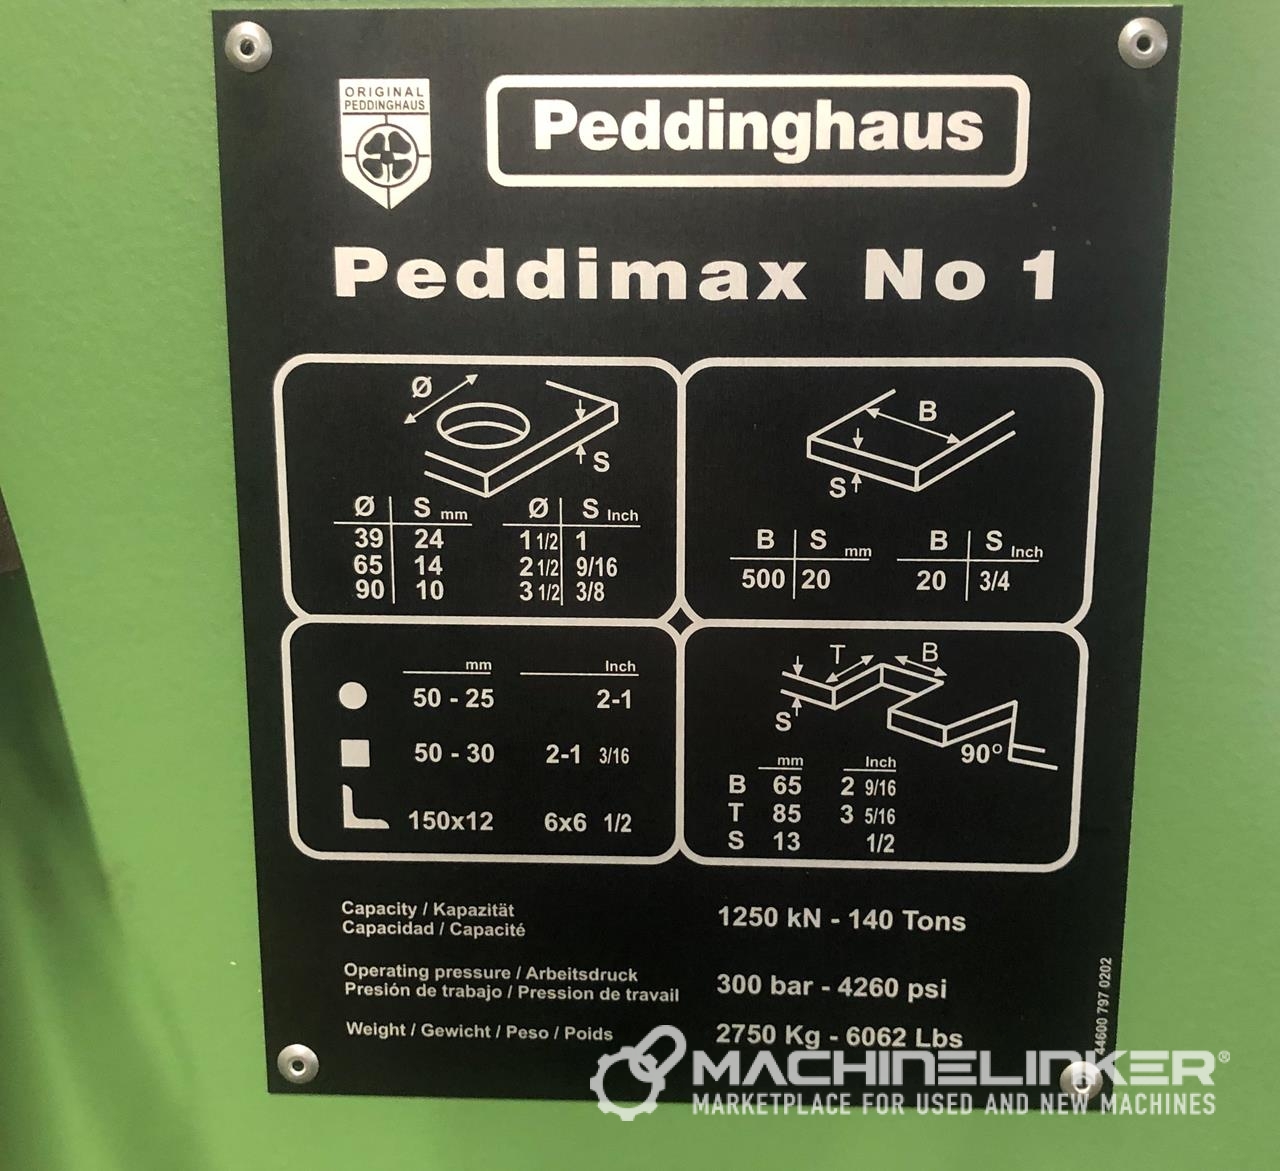 ORIGINAL
PEDDINGHAUS
Peddinghaus
Peddimax No 1
Ø
S
Ø S mm Ø S Inch
39 24 1 1/2 1
65 14 2 1/2 9/16
90 10 3 1/2 3/8
B
S
B S mm B S Inch
500 20 20 3/4
mm Inch
50 - 25 2-1
50 - 30 2-1 3/16
150x12 6x6 1/2
T B
S
90°
mm Inch
B 65 2 9/16
T 85 3 5/16
S 13 1/2
Capacity / Kapazität
Capacidad / Capacité
1250 kN - 140 Tons
Operating pressure / Arbeitsdruck
Presión de trabajo / Pression de travail
300 bar - 4260 psi
Weight / Gewicht / Peso / Poids
2750 Kg - 6062 Lbs
44600 797 0202
MACHINELINKER®
MARKETPLACE FOR USED AND NEW MACHINES